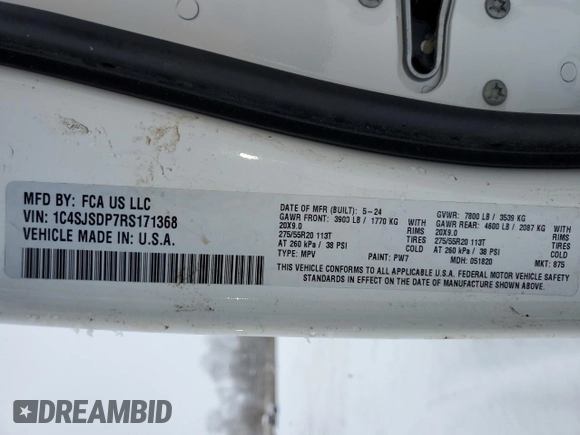 MFD BY: FCA US LLC
VIN: 1C4SJSDP7RS171368
VEHICLE MADE IN: U.S.A.
DATE OF MFR (BUILT): 5-24 GVWR: 7800 LB / 3539 KG
GAWR FRONT: 3903 LB / 1770 KG WITH GAWR REAR: 4600 LB / 2087 KG WITH
20X9.0 RIMS 20X9.0 RIMS
275/55R20 113T TIRES 275/55R20 113T TIRES
AT 260 kPa / 38 PSI COLD AT 260 kPa / 38 PSI COLD
TYPE: MPV PAINT: PW7 MDH: 051820 MKT: 875
THIS VEHICLE CONFORMS TO ALL APPLICABLE U.S.A. FEDERAL MOTOR VEHICLE SAFETY
STANDARDS IN EFFECT ON THE DATE OF MANUFACTURE SHOWN ABOVE.
DREAMBID